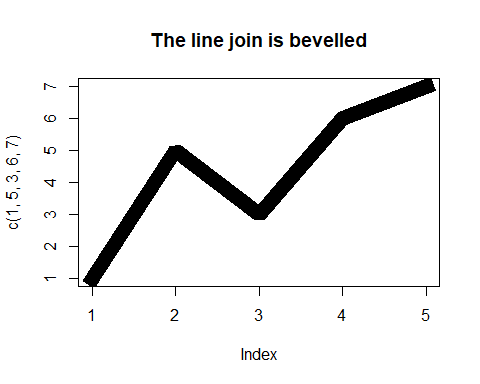 The line join is bevelled
c(1, 5, 3, 6, 7)
7
6
5
4
3
2
1
1 2 3 4 5
Index